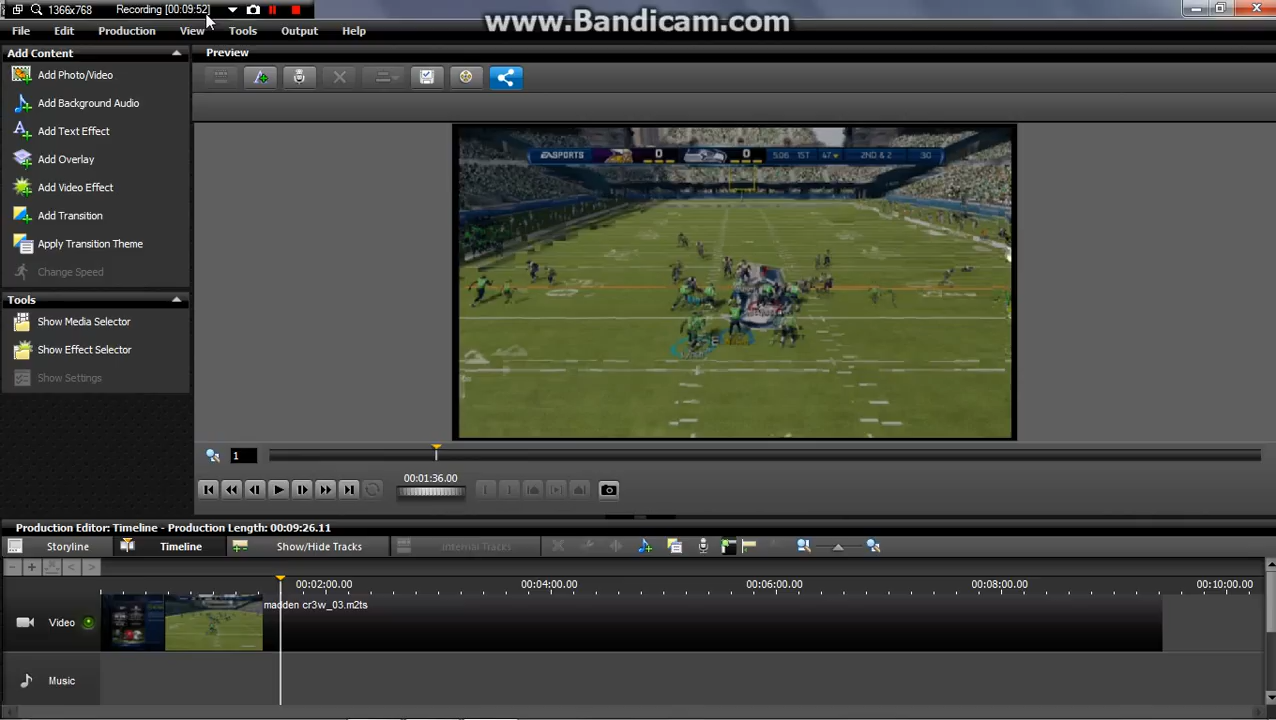 1366x768 Recording [00:09:52]
www.Bandicam.com
File Edit Production View Tools Output Help
Add Content
Preview
Add Photo/Video
Add Background Audio
Add Text Effect
Add Overlay
Add Video Effect
Add Transition
Apply Transition Theme
Change Speed
Tools
Show Media Selector
Show Effect Selector
Show Settings
EA SPORTS 0 0 5:06 1ST 47 2ND & 2 30
1
00:01:36.00
Production Editor: Timeline - Production Length: 00:09:26.11
Storyline Timeline Show/Hide Tracks Internal Tracks
00:02:00.00 00:04:00.00 00:06:00.00 00:08:00.00 00:10:00.00
madden cr3w_03.m2ts
Video
Music